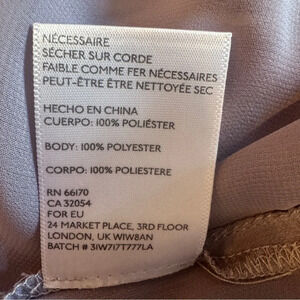 NÉCESSAIRE
SÉCHER SUR CORDE
FAIBLE COMME FER NÉCESSAIRES
PEUT-ÊTRE ÊTRE NETTOYÉE SEC
HECHO EN CHINA
CUERPO: 100% POLIÉSTER
BODY: 100% POLYESTER
CORPO: 100% POLIESTERE
RN 66170
CA 32054
FOR EU
24 MARKET PLACE, 3RD FLOOR
LONDON, UK W1W8AN
BATCH # 31W717T777LA